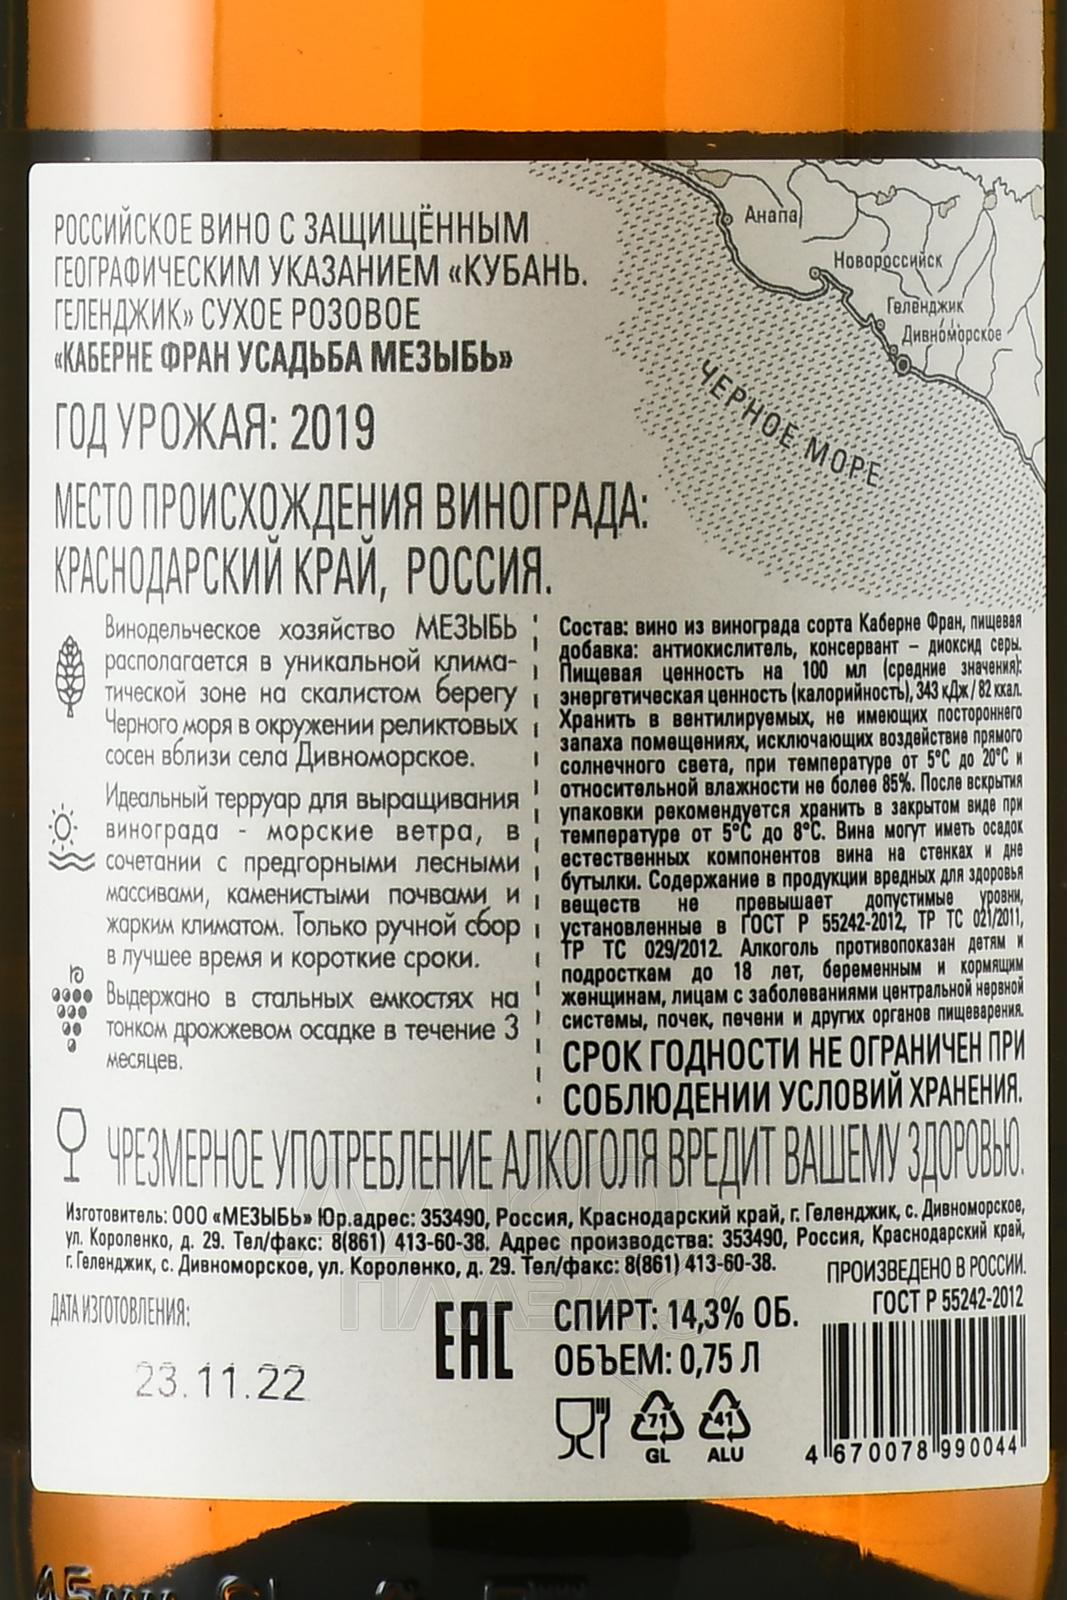 РОССИЙСКОЕ ВИНО С ЗАЩИЩЁННЫМ
ГЕОГРАФИЧЕСКИМ УКАЗАНИЕМ «КУБАНЬ.
ГЕЛЕНДЖИК» СУХОЕ РОЗОВОЕ
«КАБЕРНЕ ФРАН УСАДЬБА МЕЗЫБЬ»
ГОД УРОЖАЯ: 2019
МЕСТО ПРОИСХОЖДЕНИЯ ВИНОГРАДА:
КРАСНОДАРСКИЙ КРАЙ, РОССИЯ.
Анапа
Новороссийск
Геленджик
Дивноморское
ЧЕРНОЕ МОРЕ
Винодельческое хозяйство МЕЗЫБЬ
располагается в уникальной клима-
тической зоне на скалистом берегу
Черного моря в окружении реликтовых
сосен вблизи села Дивноморское.
Идеальный терруар для выращивания
винограда - морские ветра, в
сочетании с предгорными лесными
массивами, каменистыми почвами и
жарким климатом. Только ручной сбор
в лучшее время и короткие сроки.
Выдержано в стальных емкостях на
тонком дрожжевом осадке в течение 3
месяцев.
Состав: вино из винограда сорта Каберне Фран, пищевая
добавка: антиокислитель, консервант – диоксид серы.
Пищевая ценность на 100 мл (средние значения):
энергетическая ценность (калорийность), 343 кДж / 82 ккал.
Хранить в вентилируемых, не имеющих постороннего
запаха помещениях, исключающих воздействие прямого
солнечного света, при температуре от 5°С до 20°С и
относительной влажности не более 85%. После вскрытия
упаковки рекомендуется хранить в закрытом виде при
температуре от 5°С до 8°С. Вина могут иметь осадок
естественных компонентов вина на стенках и дне
бутылки. Содержание в продукции вредных для здоровья
веществ не превышает допустимые уровни,
установленные в ГОСТ Р 55242-2012, ТР ТС 021/2011,
ТР ТС 029/2012. Алкоголь противопоказан детям и
подросткам до 18 лет, беременным и кормящим
женщинам, лицам с заболеваниями центральной нервной
системы, почек, печени и других органов пищеварения.
СРОК ГОДНОСТИ НЕ ОГРАНИЧЕН ПРИ
СОБЛЮДЕНИИ УСЛОВИЙ ХРАНЕНИЯ.
ЧРЕЗМЕРНОЕ УПОТРЕБЛЕНИЕ АЛКОГОЛЯ ВРЕДИТ ВАШЕМУ ЗДОРОВЬЮ.
Изготовитель: ООО «МЕЗЫБЬ» Юр.адрес: 353490, Россия, Краснодарский край, г. Геленджик, с. Дивноморское,
ул. Короленко, д. 29. Тел/факс: 8(861) 413-60-38. Адрес производства: 353490, Россия, Краснодарский край,
г. Геленджик, с. Дивноморское, ул. Короленко, д. 29. Тел/факс: 8(861) 413-60-38.
ПРОИЗВЕДЕНО В РОССИИ.
ГОСТ Р 55242-2012
ДАТА ИЗГОТОВЛЕНИЯ:
23.11.22
ЕАС
СПИРТ: 14,3% ОБ.
ОБЪЕМ: 0,75 Л
71
GL
41
ALU
4 670078 990044